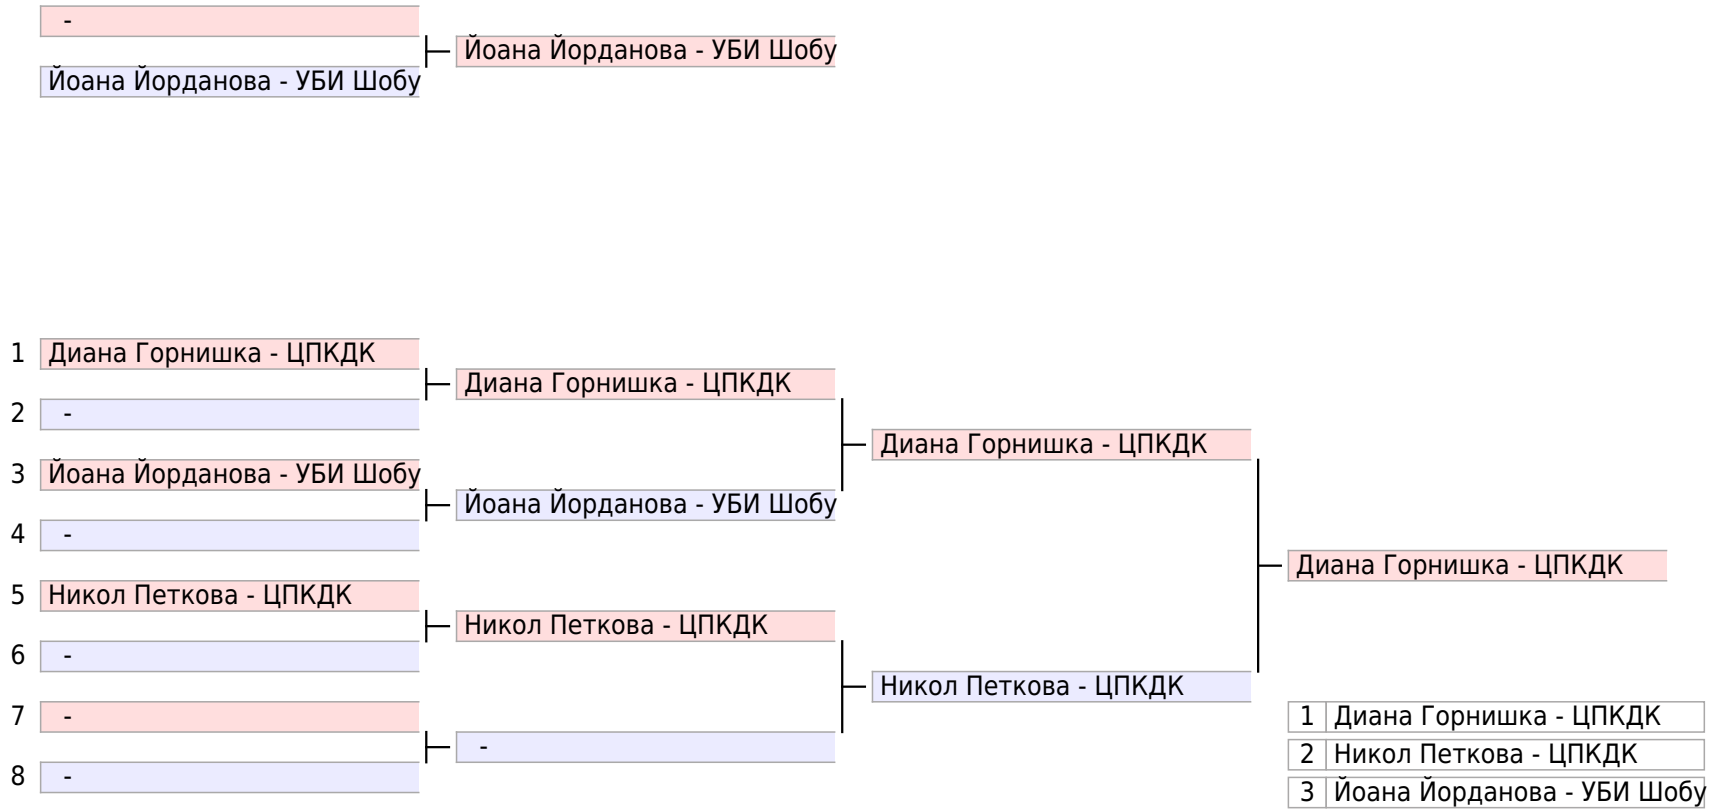 -
Йоана Йорданова - УБИ Шобу
Йоана Йорданова - УБИ Шобу
1 Диана Горнишка - ЦПКДК
Диана Горнишка - ЦПКДК
2 -
Диана Горнишка - ЦПКДК
3 Йоана Йорданова - УБИ Шобу
Йоана Йорданова - УБИ Шобу
4 -
Диана Горнишка - ЦПКДК
5 Никол Петкова - ЦПКДК
Никол Петкова - ЦПКДК
6 -
Никол Петкова - ЦПКДК
7 -
-
8 -
1 Диана Горнишка - ЦПКДК
2 Никол Петкова - ЦПКДК
3 Йоана Йорданова - УБИ Шобу